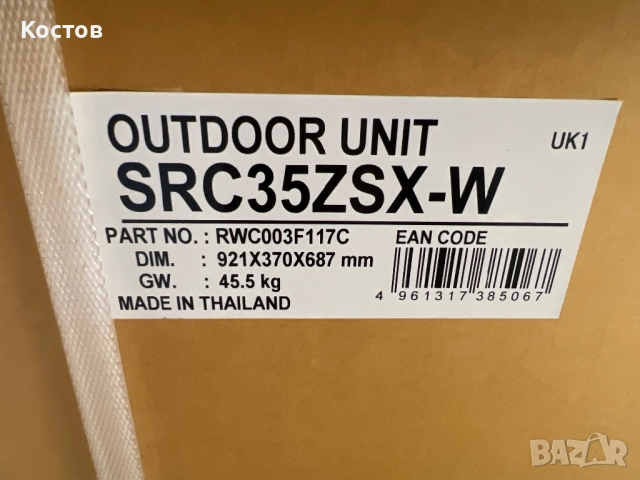 Костов
OUTDOOR UNIT
UK1
SRC35ZSX-W
PART NO. : RWC003F117C
EAN CODE
DIM. : 921X370X687 mm
GW. : 45.5 kg
4 961317 385067
MADE IN THAILAND
BAZAR